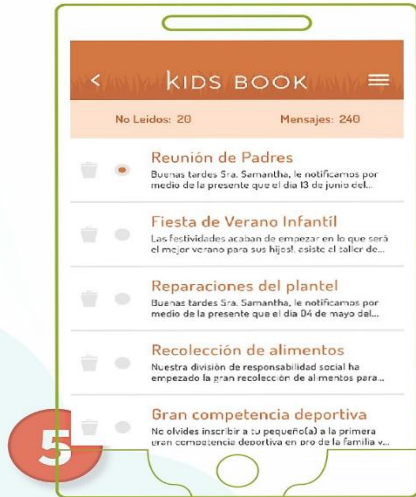 KIDS BOOK
No Leidos: 20 Mensajes: 240
Reunión de Padres
Buenas tardes Sra. Samantha, le notificamos por
medio de la presente que el dia 13 de junio del...
Fiesta de Verano Infantil
Las festividades acaban de empezar en lo que será
el mejor verano para sus hijos!, asiste al taller de...
Reparaciones del plantel
Buenas tardes Sra. Samantha, le notificamos por
medio de la presente que el dia 04 de mayo del...
Recolección de alimentos
Nuestra división de responsabilidad social ha
empezado la gran recolección de alimentos para...
Gran competencia deportiva
No olvides inscribir a tu pequeño(a) a la primera
gran competencia deportiva en pro de la familia y...
5